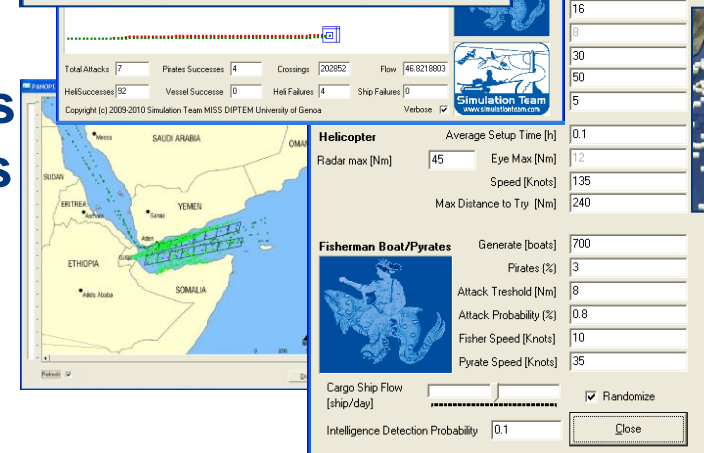 16
8
30
50
5
Total Attacks 7 Pirates Successes 4 Crossings 202852 Flow 46.8218803
HeliSuccesses 92 Vessel Successe 0 Heli Failures 4 Ship Failures 0
Copyright (c) 2009-2010 Simulation Team MISS DIPTEM University of Genoa Verbose
Simulation Team
www.simulationteam.com
s
s
PANOPE
Mecca
SAUDI ARABIA
OMAN
SUDAN
ERITREA
Asmara
Sanaa
YEMEN
Aden
ETHIOPIA
SOMALIA
Addis Ababa
0 200
Refresh
Helicopter Average Setup Time [h] 0.1
Radar max [Nm] 45 Eye Max [Nm] 12
Speed [Knots] 135
Max Distance to Try [Nm] 240
Fisherman Boat/Pyrates Generate [boats] 700
Pirates (%) 3
Attack Treshold [Nm] 8
Attack Probability (%) 0.8
Fisher Speed [Knots] 10
Pyrate Speed [Knots] 35
Cargo Ship Flow
[ship/day]
Randomize
Intelligence Detection Probability 0.1
Close